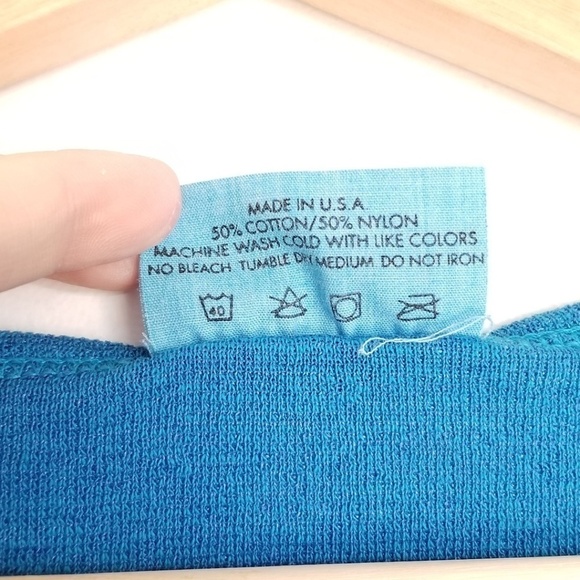 MADE IN U.S.A
50% COTTON/50% NYLON
MACHINE WASH COLD WITH LIKE COLORS
NO BLEACH. TUMBLE DRY MEDIUM. DO NOT IRON
40